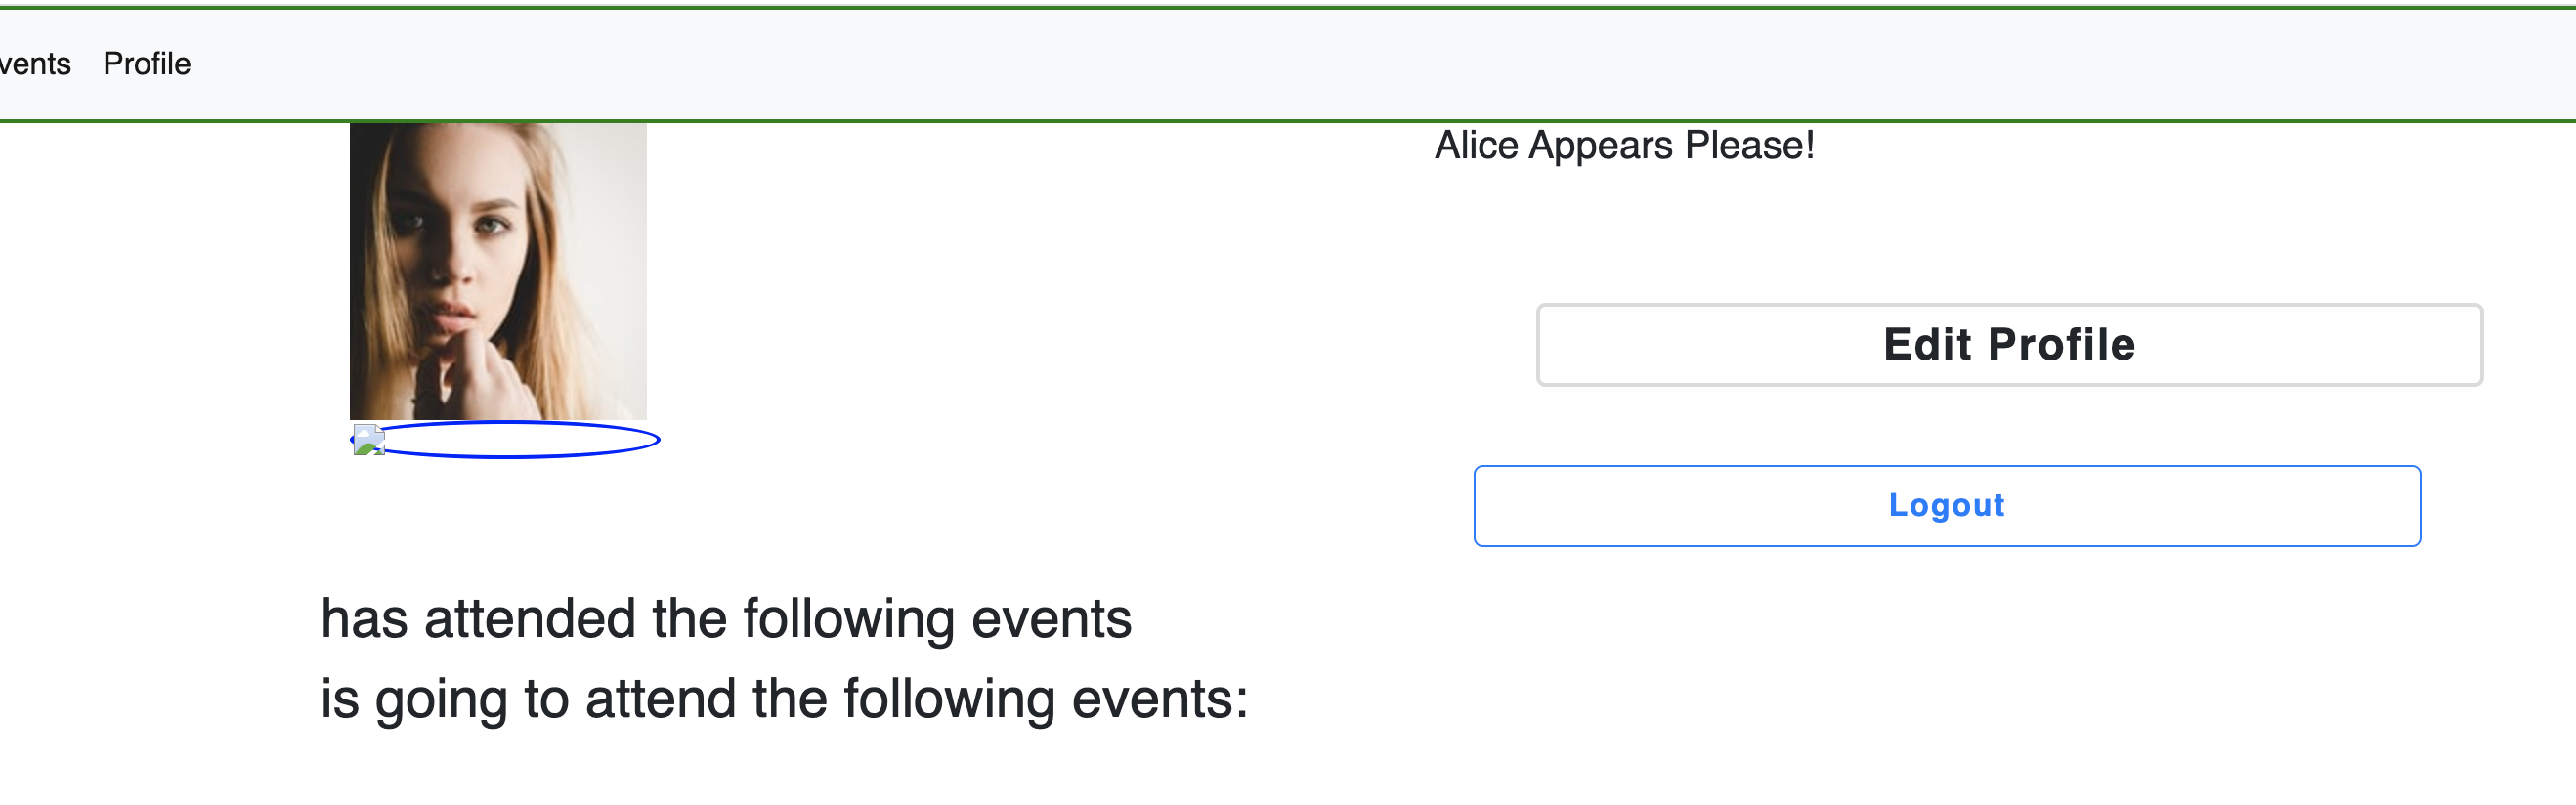 vents Profile
Alice Appears Please!
Edit Profile
Logout
has attended the following events
is going to attend the following events: